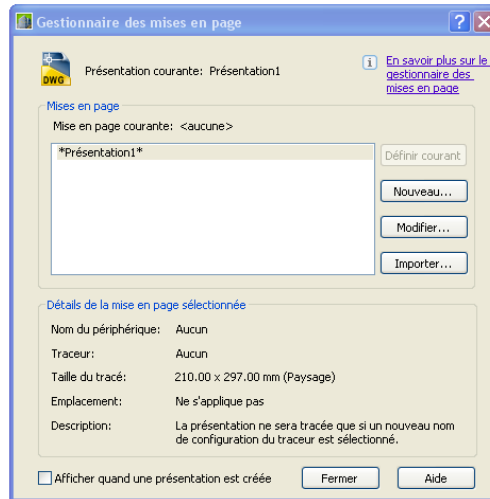 Gestionnaire des mises en page
DWG
Présentation courante: Présentation1
En savoir plus sur le
gestionnaire des
mises en page
Mises en page
Mise en page courante: <aucune>
*Présentation1*
Définir courant
Nouveau...
Modifier...
Importer...
Détails de la mise en page sélectionnée
Nom du périphérique: Aucun
Traceur: Aucun
Taille du tracé: 210.00 x 297.00 mm (Paysage)
Emplacement: Ne s'applique pas
Description: La présentation ne sera tracée que si un nouveau nom
de configuration du traceur est sélectionné.
Afficher quand une présentation est créée
Fermer
Aide